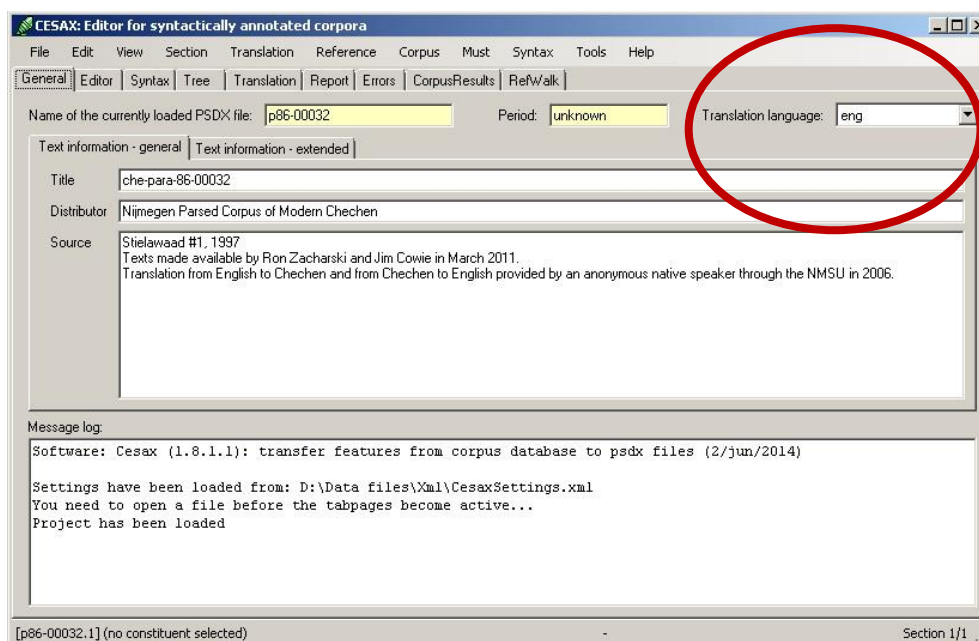 CESAX: Editor for syntactically annotated corpora
File Edit View Section Translation Reference Corpus Must Syntax Tools Help
General Editor Syntax Tree Translation Report Errors CorpusResults RefWalk
Name of the currently loaded PSDX file: p86-00032 Period: unknown Translation language: eng
Text information - general Text information - extended
Title che-para-86-00032
Distributor Nijmegen Parsed Corpus of Modern Chechen
Source Stielawaad #1, 1997
Texts made available by Ron Zacharski and Jim Cowie in March 2011.
Translation from English to Chechen and from Chechen to English provided by an anonymous native speaker through the NMSU in 2006.
Message log:
Software: Cesax (1.8.1.1): transfer features from corpus database to psdx files (2/jun/2014)
Settings have been loaded from: D:\Data files\Xml\CesaxSettings.xml
You need to open a file before the tabpages become active...
Project has been loaded
[p86-00032.1] (no constituent selected) - Section 1/1